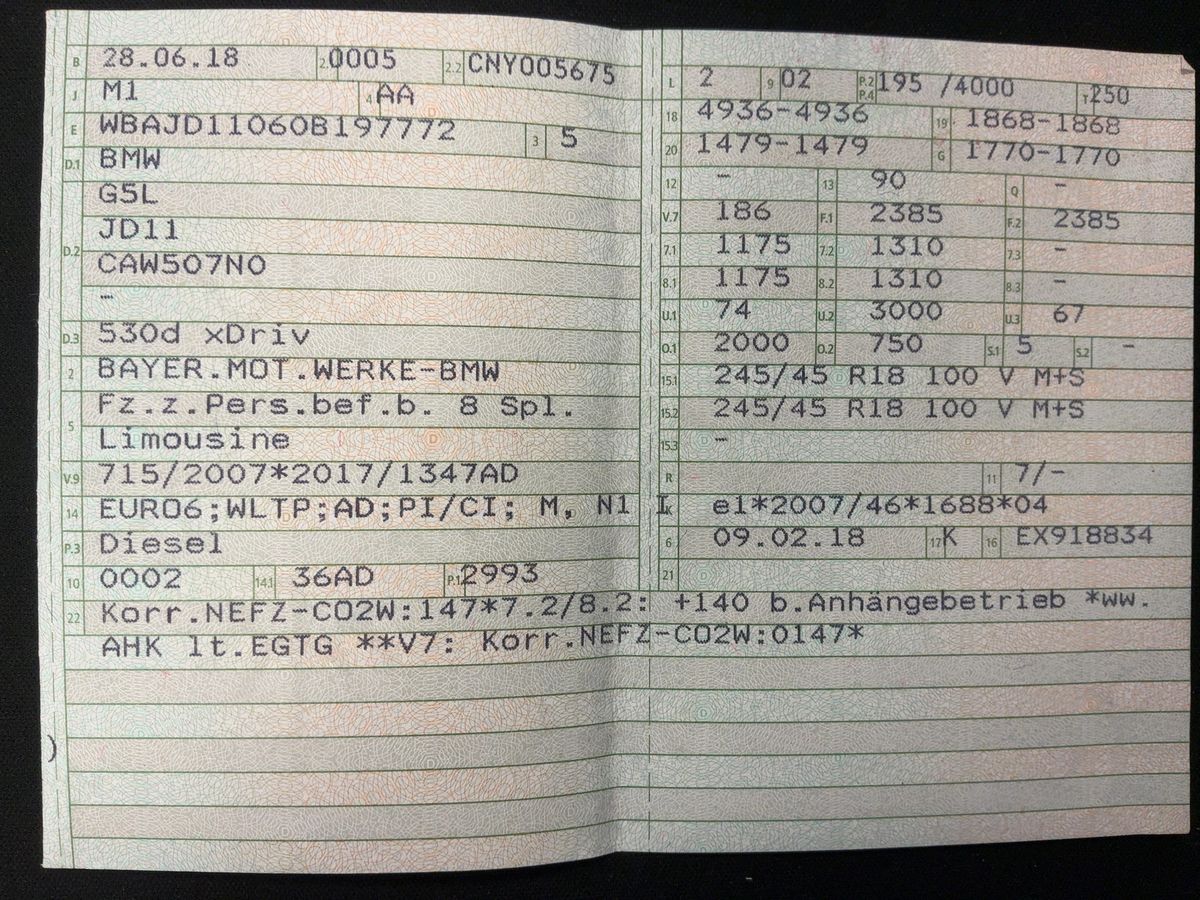 B 28.06.18 2.1 0005 2.2 CNY005675
J M1 4 AA
E WBAJD11060B197772 3 5
D.1 BMW
G5L
JD11
D.2 CAW507N0
–
D.3 530d xDriv
2 BAYER.MOT.WERKE-BMW
Fz.z.Pers.bef.b. 8 Spl.
5 Limousine
V.9 715/2007*2017/1347AD
14 EURO6;WLTP;AD;PI/CI; M, N1 I
P.3 Diesel
10 0002 14.1 36AD P.1 2993
L 2 9 02 P.2 P.4 195 /4000 T 250
18 4936-4936 19 1868-1868
20 1479-1479 G 1770-1770
12 – 13 90 Q –
V.7 186 F.1 2385 F.2 2385
7.1 1175 7.2 1310 7.3 –
8.1 1175 8.2 1310 8.3 –
U.1 74 U.2 3000 U.3 67
O.1 2000 O.2 750 S.1 5 S.2 –
15.1 245/45 R18 100 V M+S
15.2 245/45 R18 100 V M+S
15.3 –
R 11 7/-
K e1*2007/46*1688*04
6 09.02.18 17 K 16 EX918834
21
22 Korr.NEFZ-CO2W:147*7.2/8.2: +140 b.Anhängebetrieb *ww.
AHK lt.EGTG **V7: Korr.NEFZ-CO2W:0147*
)